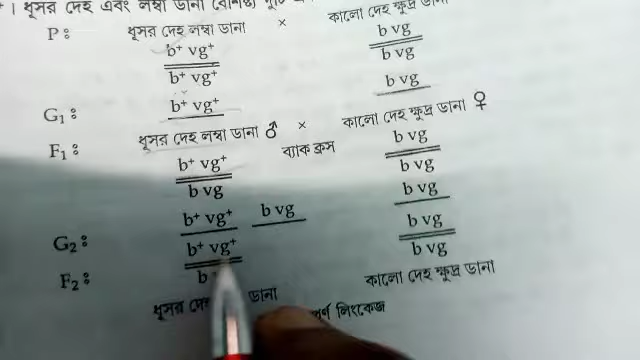 । ধূসর দেহ এবং লম্বা ডানা
P : ধূসর দেহ লম্বা ডানা × কালো দেহ ক্ষুদ্র ডানা
b⁺ vg⁺ b vg
b⁺ vg⁺ b vg
G₁ : b⁺ vg⁺ b vg
F₁ : ধূসর দেহ লম্বা ডানা ♂ × কালো দেহ ক্ষুদ্র ডানা ♀
b⁺ vg⁺ ব্যাক ক্রস b vg
b vg b vg
G₂ : b⁺ vg⁺ b vg b vg
F₂ : b⁺ vg⁺ b vg
b b vg
ধূসর দেহ ডানা কালো দেহ ক্ষুদ্র ডানা
লিংকেজ